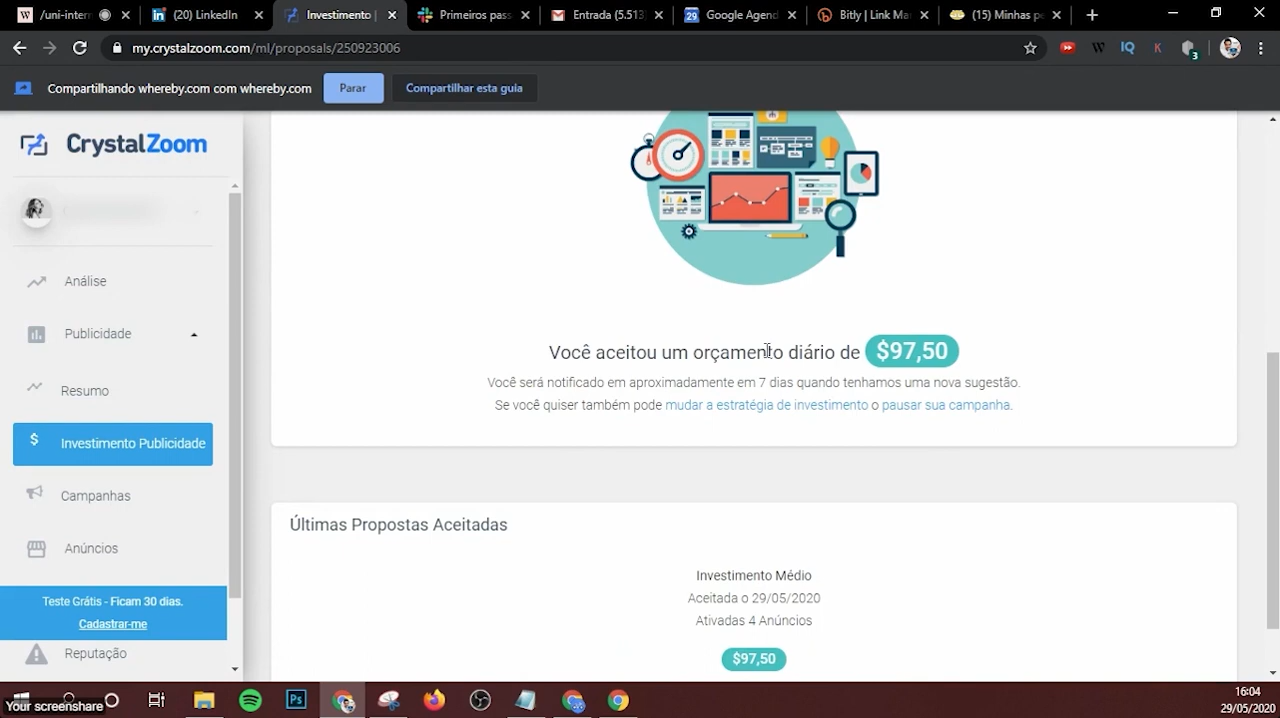 /uni-intern
(20) LinkedIn
Investimento |
Primeiros pass
Entrada (5.513)
29
Google Agend
Bitly | Link Ma
(15) Minhas p
my.crystalzoom.com/ml/proposals/250923006
W
IQ
K
3
Compartilhando whereby.com com whereby.com
Parar
Compartilhar esta guia
CrystalZoom
Análise
Publicidade
Resumo
$
Investimento Publicidade
Campanhas
Anúncios
Teste Grátis - Ficam 30 dias.
Cadastrar-me
Reputação
Você aceitou um orçamento diário de $97,50
Você será notificado em aproximadamente em 7 dias quando tenhamos uma nova sugestão.
Se você quiser também pode mudar a estratégia de investimento o pausar sua campanha.
Últimas Propostas Aceitadas
Investimento Médio
Aceitada o 29/05/2020
Ativadas 4 Anúncios
$97,50
Your screenshare
Ps
16:04
29/05/2020